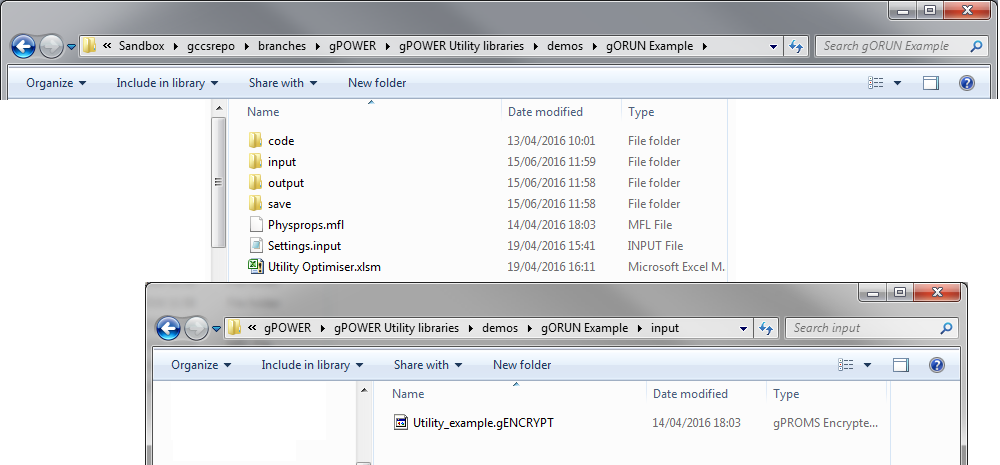 « Sandbox ▸ gccsrepo ▸ branches ▸ gPOWER ▸ gPOWER Utility libraries ▸ demos ▸ gORUN Example ▸ Search gORUN Example
Organize Include in library Share with New folder
Name Date modified Type
code 13/04/2016 10:01 File folder
input 15/06/2016 11:59 File folder
output 15/06/2016 11:58 File folder
save 15/06/2016 11:58 File folder
Physprops.mfl 14/04/2016 18:03 MFL File
Settings.input 19/04/2016 15:41 INPUT File
Utility Optimiser.xlsm 19/04/2016 16:11 Microsoft Excel M.
« gPOWER ▸ gPOWER Utility libraries ▸ demos ▸ gORUN Example ▸ input Search input
Organize Include in library Share with New folder
Name Date modified Type
Utility_example.gENCRYPT 14/04/2016 18:03 gPROMS Encrypte...